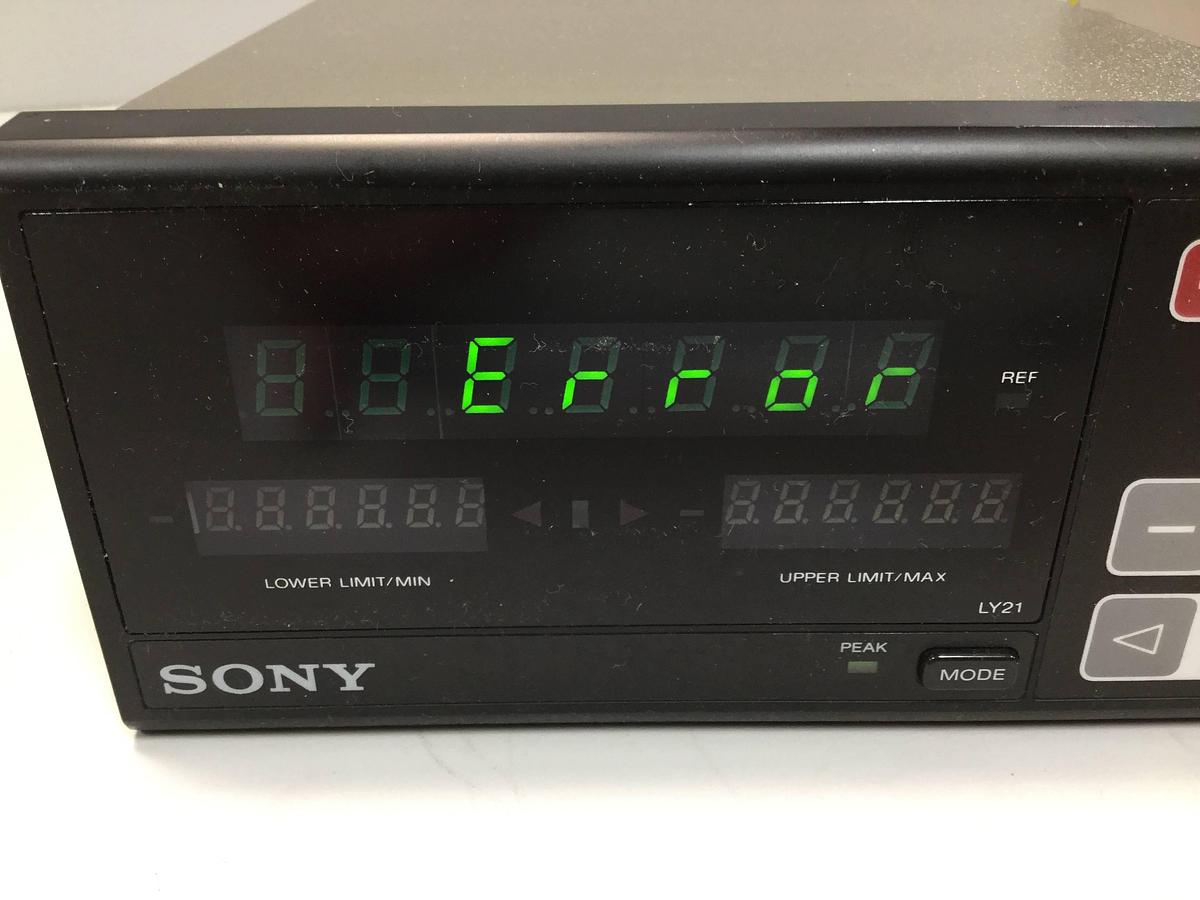 Error
REF
LOWER LIMIT/MIN
UPPER LIMIT/MAX
LY21
SONY
PEAK
MODE